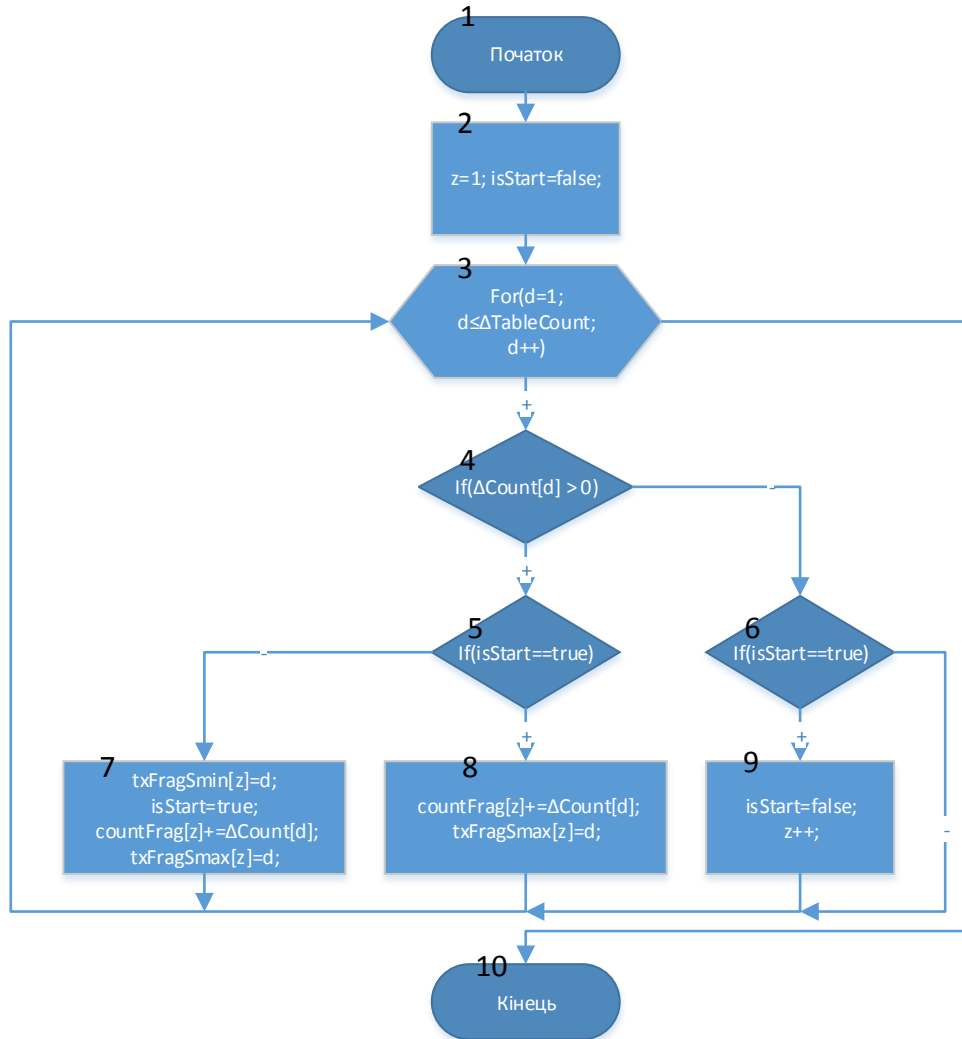 1
Початок
2
z=1; isStart=false;
3
For(d=1;
d≤ΔTableCount;
d++)
+
4
If(ΔCount[d] >0)
-
+
5
If(isStart==true)
6
If(isStart==true)
-
+
+
-
7
txFragSmin[z]=d;
isStart=true;
countFrag[z]+=ΔCount[d];
txFragSmax[z]=d;
8
countFrag[z]+=ΔCount[d];
txFragSmax[z]=d;
9
isStart=false;
z++;
10
Кінець